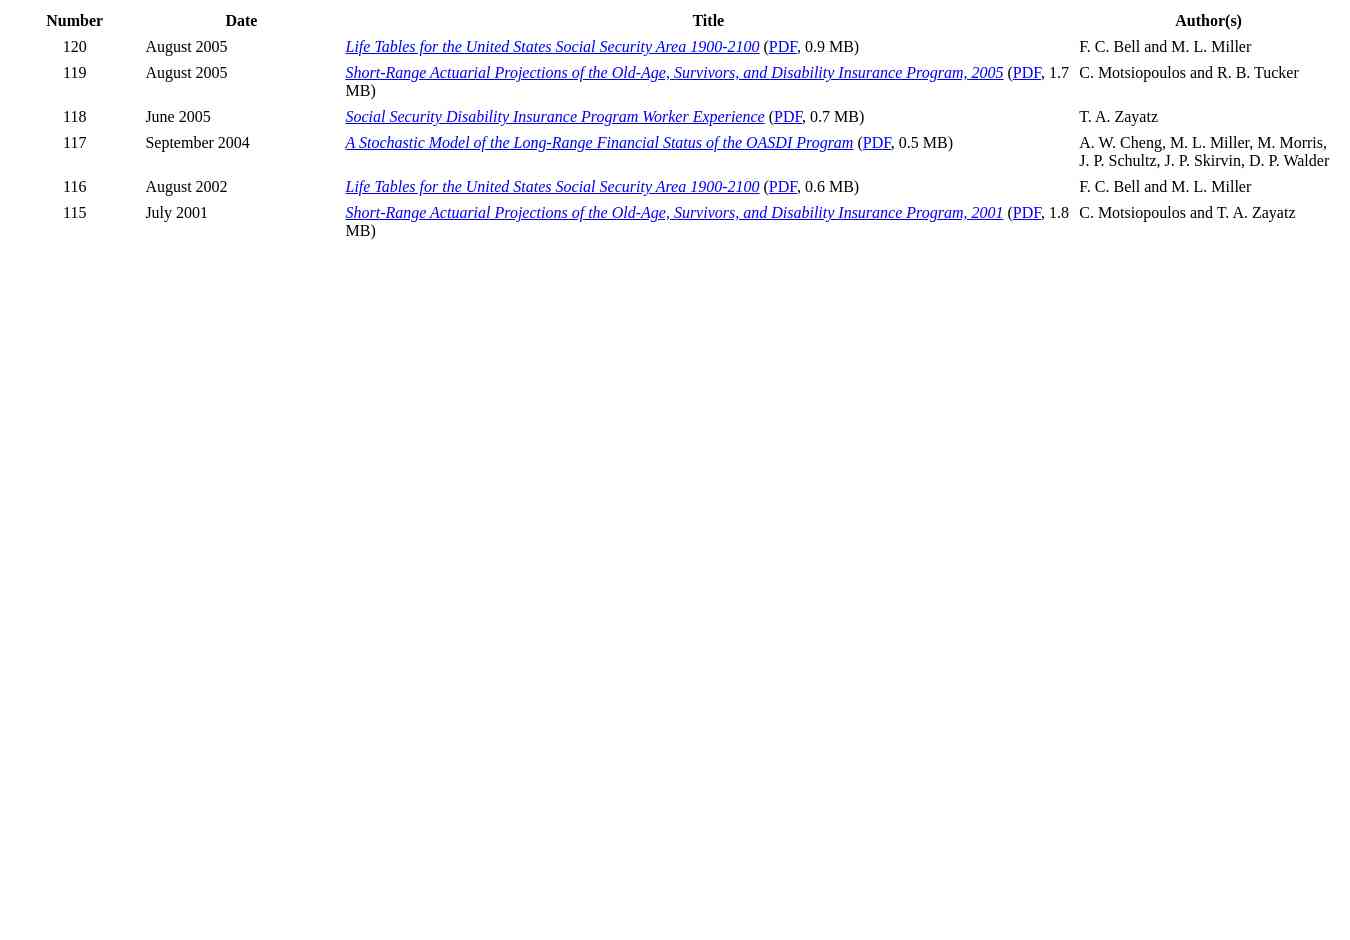 Number Date Title Author(s)
120 August 2005 Life Tables for the United States Social Security Area 1900-2100 (PDF, 0.9 MB) F. C. Bell and M. L. Miller
119 August 2005 Short-Range Actuarial Projections of the Old-Age, Survivors, and Disability Insurance Program, 2005 (PDF, 1.7 C. Motsiopoulos and R. B. Tucker
MB)
118 June 2005 Social Security Disability Insurance Program Worker Experience (PDF, 0.7 MB) T. A. Zayatz
117 September 2004 A Stochastic Model of the Long-Range Financial Status of the OASDI Program (PDF, 0.5 MB) A. W. Cheng, M. L. Miller, M. Morris,
J. P. Schultz, J. P. Skirvin, D. P. Walder
116 August 2002 Life Tables for the United States Social Security Area 1900-2100 (PDF, 0.6 MB) F. C. Bell and M. L. Miller
115 July 2001 Short-Range Actuarial Projections of the Old-Age, Survivors, and Disability Insurance Program, 2001 (PDF, 1.8 C. Motsiopoulos and T. A. Zayatz
MB)